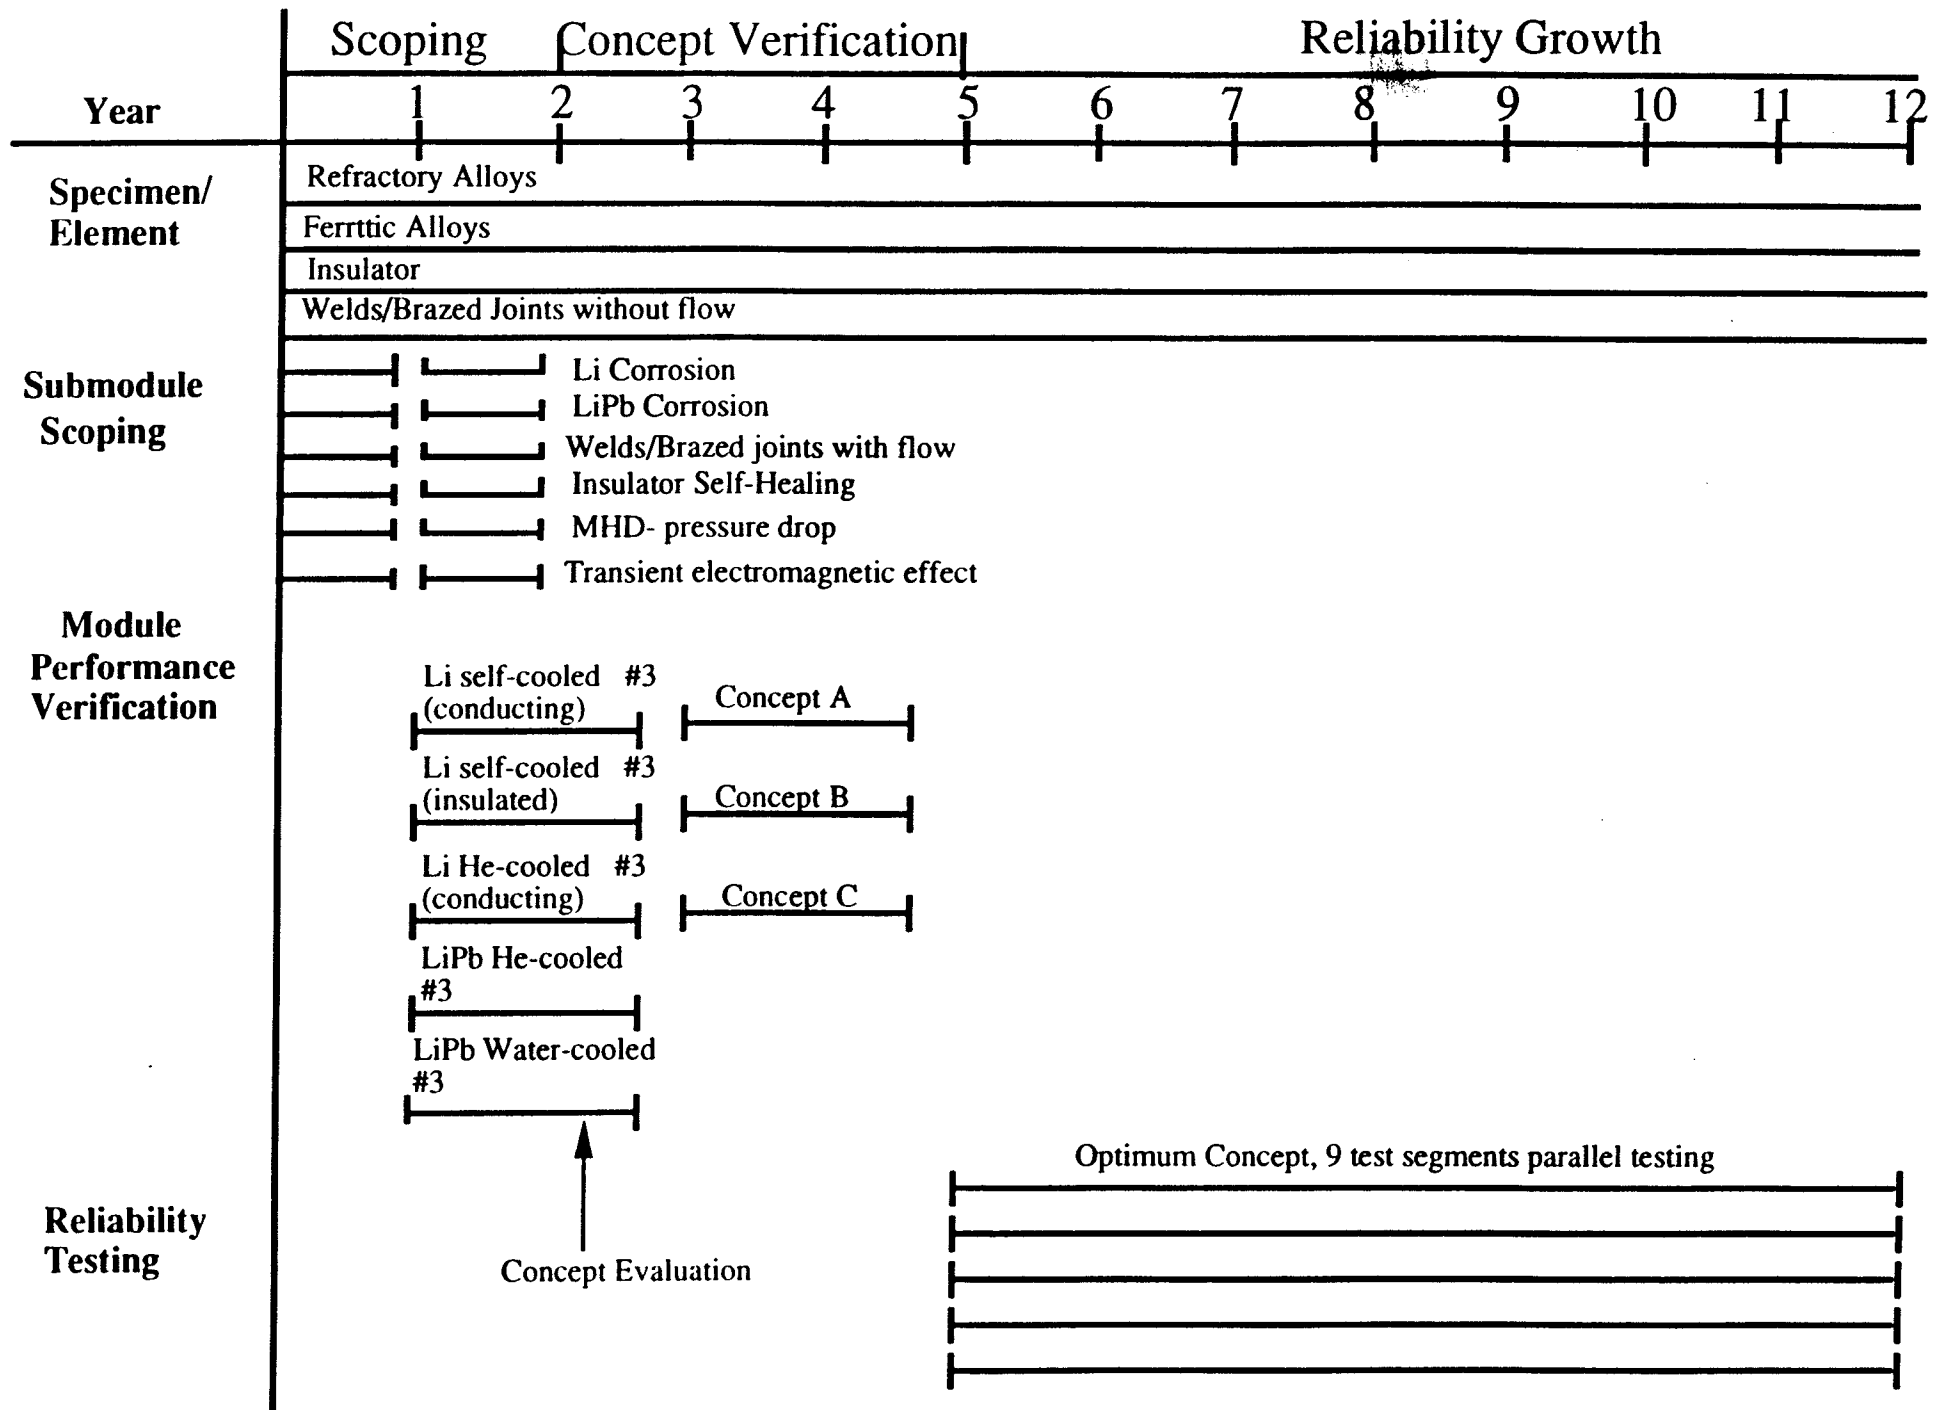 Scoping Concept Verification Reliability Growth
Year 1 2 3 4 5 6 7 8 9 10 11 12
Specimen/
Element
Refractory Alloys
Ferrttic Alloys
Insulator
Welds/Brazed Joints without flow
Submodule
Scoping
Li Corrosion
LiPb Corrosion
Welds/Brazed joints with flow
Insulator Self-Healing
MHD- pressure drop
Transient electromagnetic effect
Module
Performance
Verification
Li self-cooled #3
(conducting)
Concept A
Li self-cooled #3
(insulated)
Concept B
Li He-cooled #3
(conducting)
Concept C
LiPb He-cooled
#3
LiPb Water-cooled
#3
Concept Evaluation
Reliability
Testing
Optimum Concept, 9 test segments parallel testing